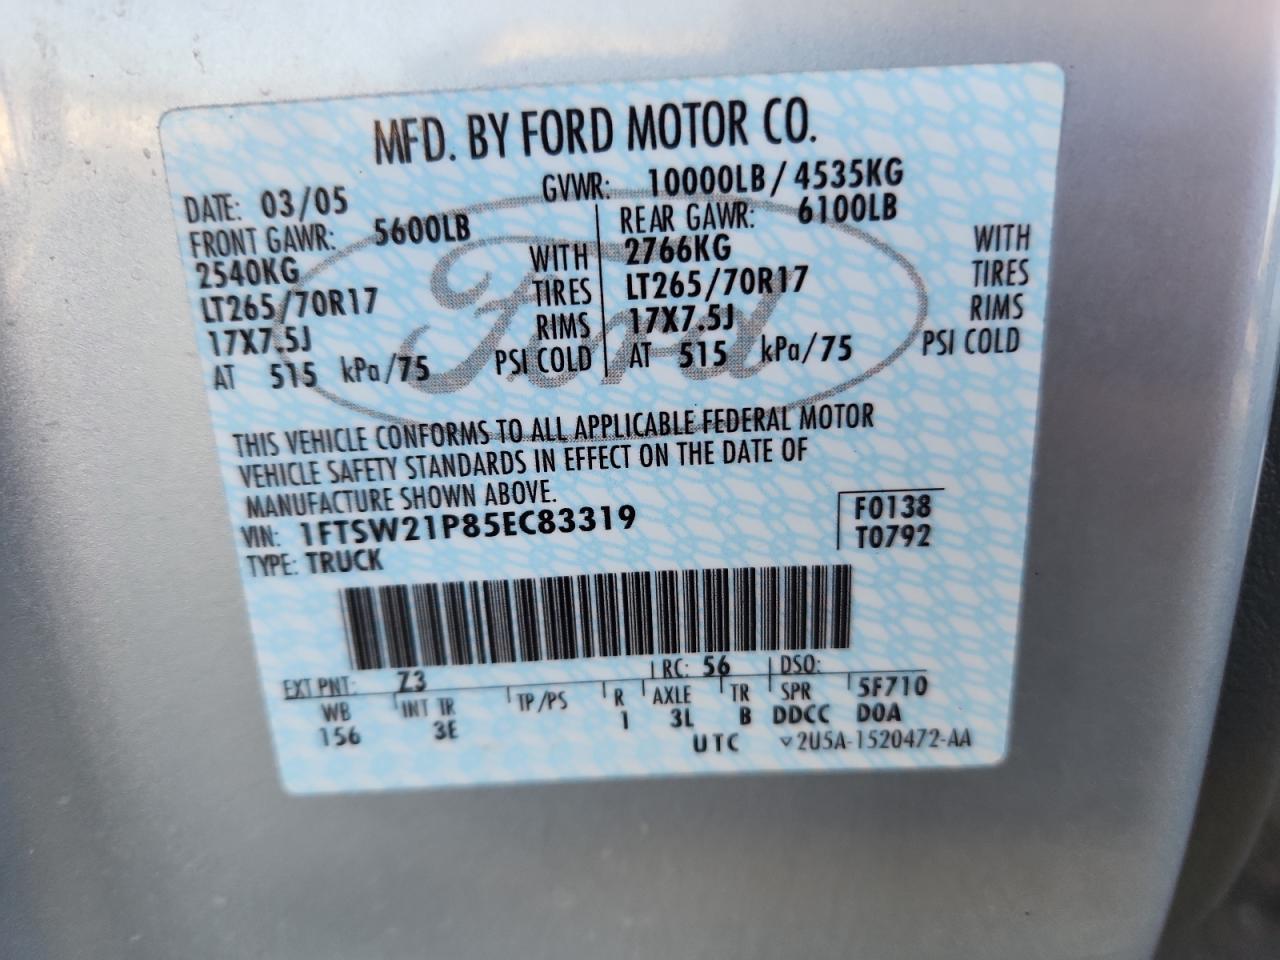 MFD. BY FORD MOTOR CO.
DATE: 03/05 GVWR: 10000LB / 4535KG
FRONT GAWR: 5600LB REAR GAWR: 6100LB
2540KG WITH 2766KG WITH
LT265/70R17 TIRES LT265/70R17 TIRES
17X7.5J RIMS 17X7.5J RIMS
AT 515 kPa/75 PSI COLD AT 515 kPa/75 PSI COLD
Ford
THIS VEHICLE CONFORMS TO ALL APPLICABLE FEDERAL MOTOR
VEHICLE SAFETY STANDARDS IN EFFECT ON THE DATE OF
MANUFACTURE SHOWN ABOVE.
VIN: 1FTSW21P85EC83319 F0138
TYPE: TRUCK T0792
EXT PNT: Z3 RC: 56 DSO:
WB INT TR TP/PS R AXLE TR SPR 5F710
156 3E 1 3L B DDCC D0A
UTC ▽2U5A-1520472-AA